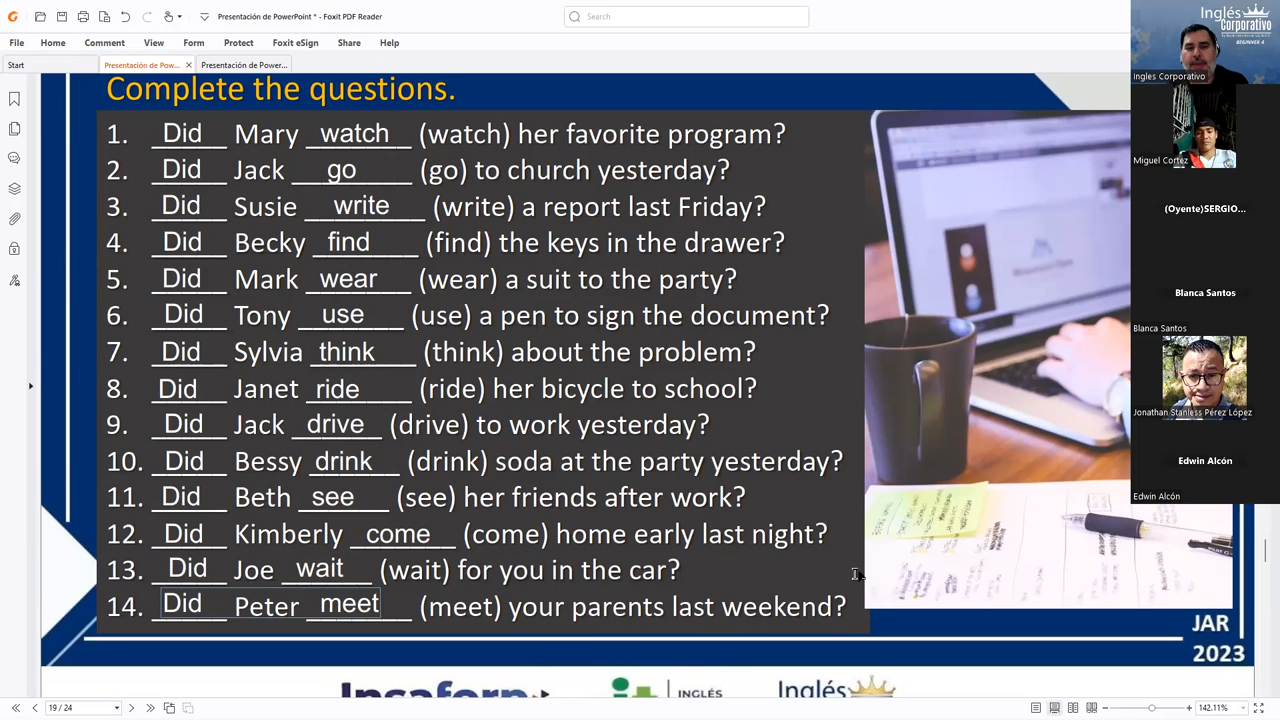 Presentación de PowerPoint * - Foxit PDF Reader
Search
File Home Comment View Form Protect Foxit eSign Share Help
Start Presentación de Pow... Presentación de Power...
Complete the questions.
1. Did Mary watch (watch) her favorite program?
2. Did Jack go (go) to church yesterday?
3. Did Susie write (write) a report last Friday?
4. Did Becky find (find) the keys in the drawer?
5. Did Mark wear (wear) a suit to the party?
6. Did Tony use (use) a pen to sign the document?
7. Did Sylvia think (think) about the problem?
8. Did Janet ride (ride) her bicycle to school?
9. Did Jack drive (drive) to work yesterday?
10. Did Bessy drink (drink) soda at the party yesterday?
11. Did Beth see (see) her friends after work?
12. Did Kimberly come (come) home early last night?
13. Did Joe wait (wait) for you in the car?
14. Did Peter meet (meet) your parents last weekend?
JAR
2023
Insaforp
INGLÉS
Inglés
Inglés
Corporativo
BEGINNER 4
Ingles Corporativo
Miguel Cortez
(Oyente)SERGIO...
Blanca Santos
Blanca Santos
Jonathan Stanless Pérez López
Edwin Alcón
Edwin Alcón
19 / 24
142.11%